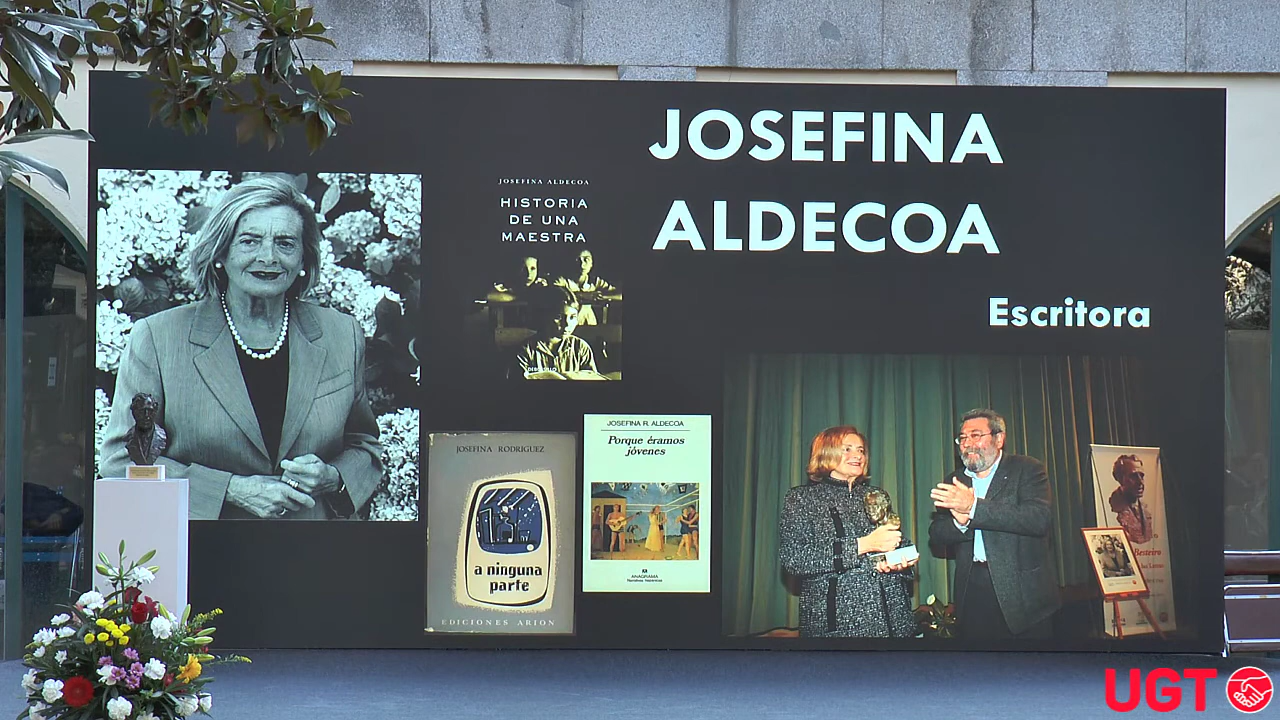 JOSEFINA
ALDECOA
Escritora
JOSEFINA ALDECOA
HISTORIA
DE UNA
MAESTRA
JOSEFINA RODRIGUEZ
a ninguna
parte
EDICIONES ARION
JOSEFINA R. ALDECOA
Porque éramos
jóvenes
ANAGRAMA
Besteiro
UGT